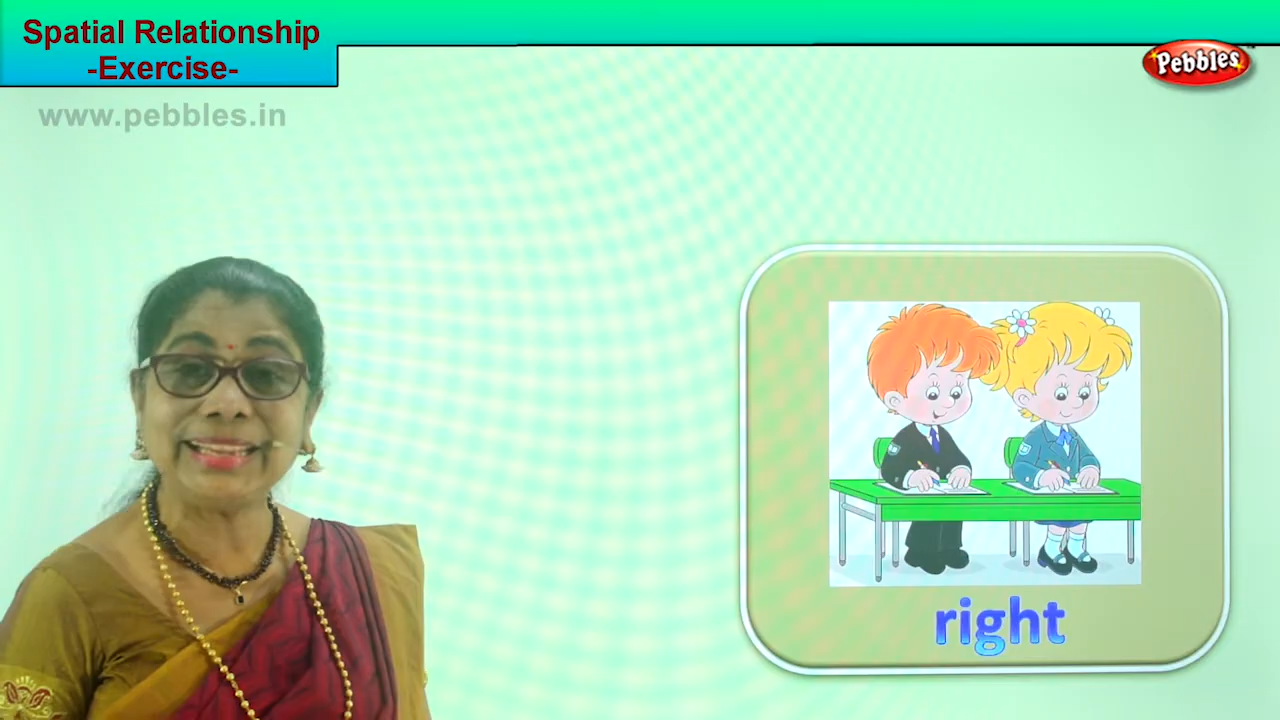 Spatial Relationship
-Exercise-
www.pebbles.in
Pebbles
right